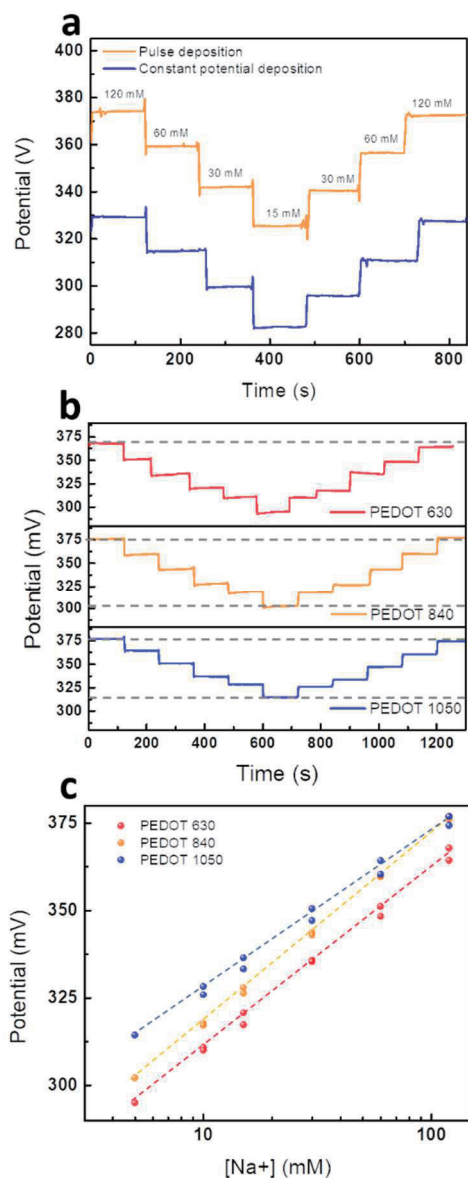 a
Pulse deposition
Constant potential deposition
400
380
360
340
320
300
280
120 mM
60 mM
30 mM
15 mM
30 mM
60 mM
120 mM
Potential (V)
0
200
400
600
800
Time (s)
b
375
350
325
300
PEDOT 630
375
350
325
300
PEDOT 840
375
350
325
300
PEDOT 1050
Potential (mV)
0
200
400
600
800
1000
1200
Time (s)
c
PEDOT 630
PEDOT 840
PEDOT 1050
375
350
325
300
Potential (mV)
10
100
[Na+] (mM)